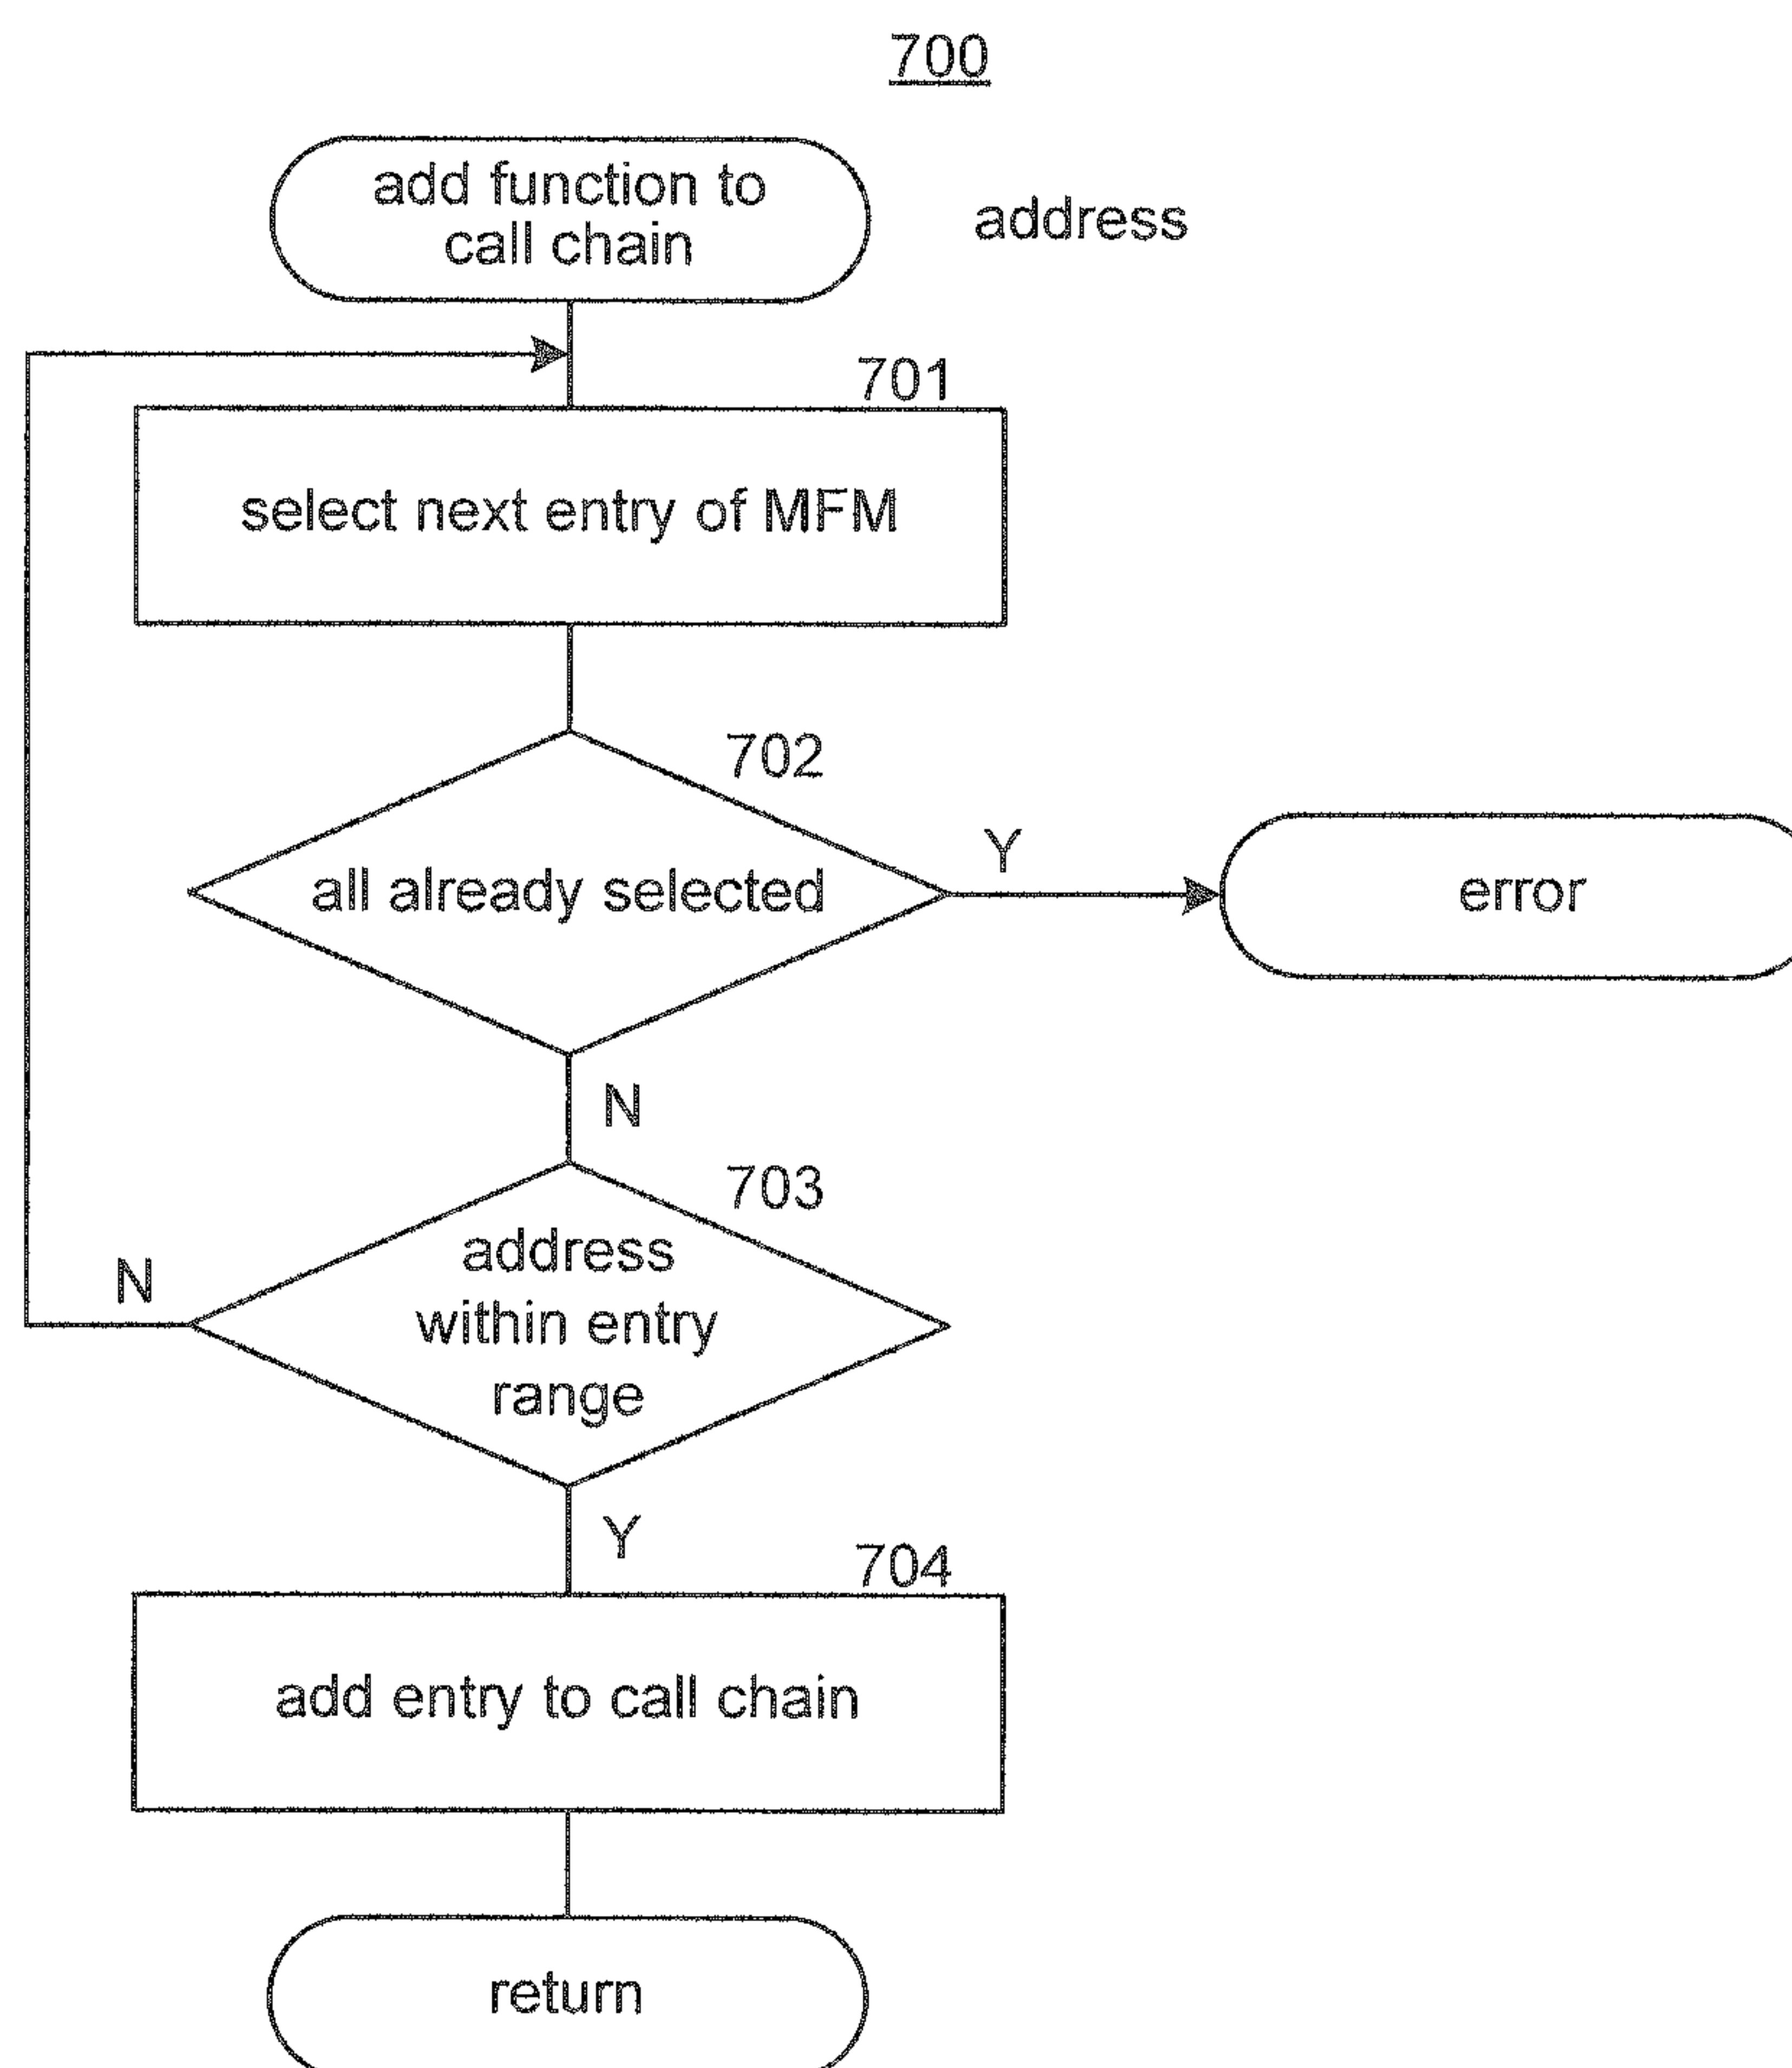 700
add function to
call chain
address
701
select next entry of MFM
702
all already selected
Y
error
N
703
address
within entry
range
N
Y
704
add entry to call chain
return